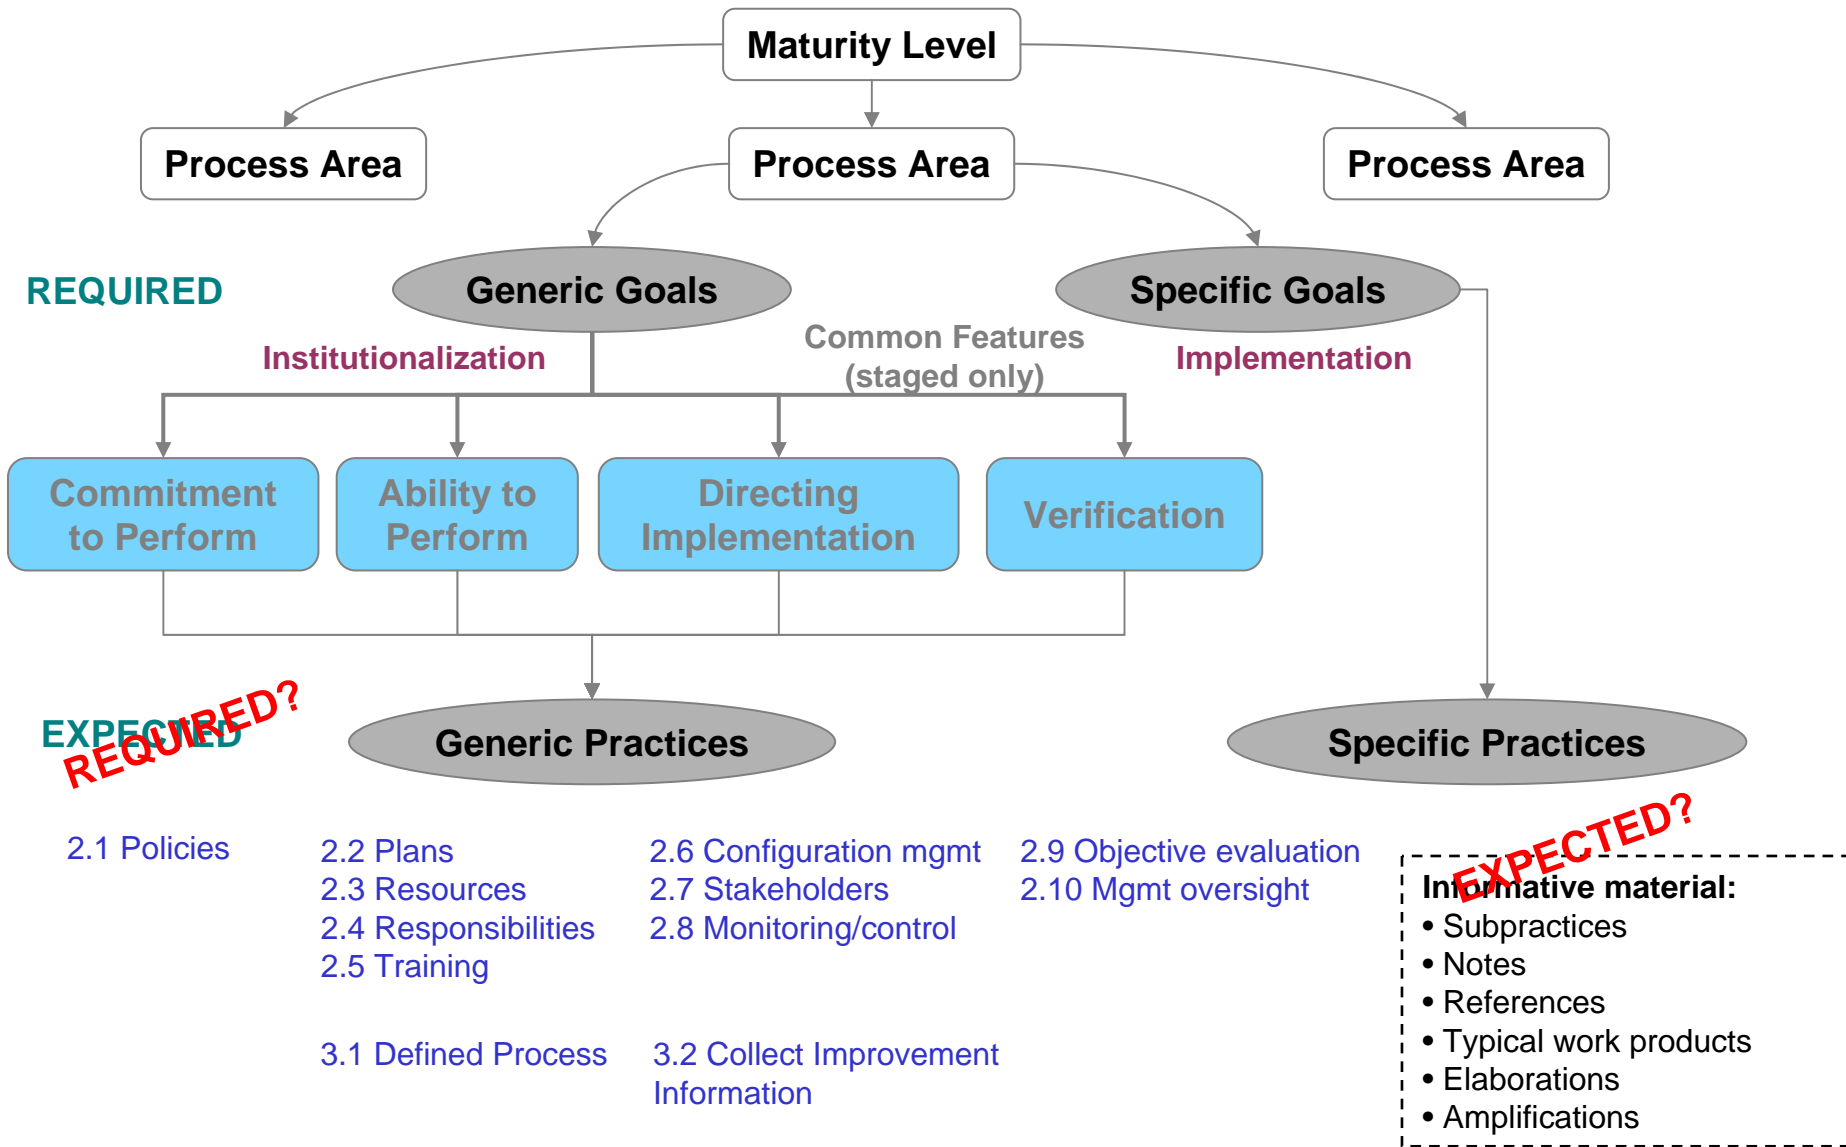 Maturity Level
Process Area
Process Area
Process Area
REQUIRED
Generic Goals
Specific Goals
Institutionalization
Common Features
(staged only)
Implementation
Commitment
to Perform
Ability to
Perform
Directing
Implementation
Verification
EXPECTED
REQUIRED?
Generic Practices
Specific Practices
2.1 Policies
2.2 Plans
2.3 Resources
2.4 Responsibilities
2.5 Training
2.6 Configuration mgmt
2.7 Stakeholders
2.8 Monitoring/control
2.9 Objective evaluation
2.10 Mgmt oversight
3.1 Defined Process
3.2 Collect Improvement
Information
EXPECTED?
Informative material:
• Subpractices
• Notes
• References
• Typical work products
• Elaborations
• Amplifications